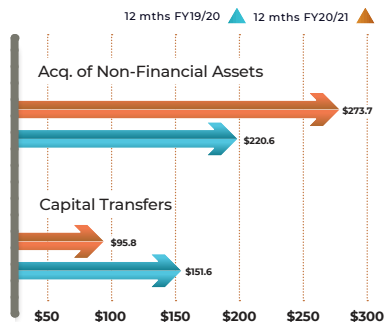 12 mths FY19/20 12 mths FY20/21
Acq. of Non-Financial Assets
$273.7
$220.6
Capital Transfers
$95.8
$151.6
$50 $100 $150 $200 $250 $300